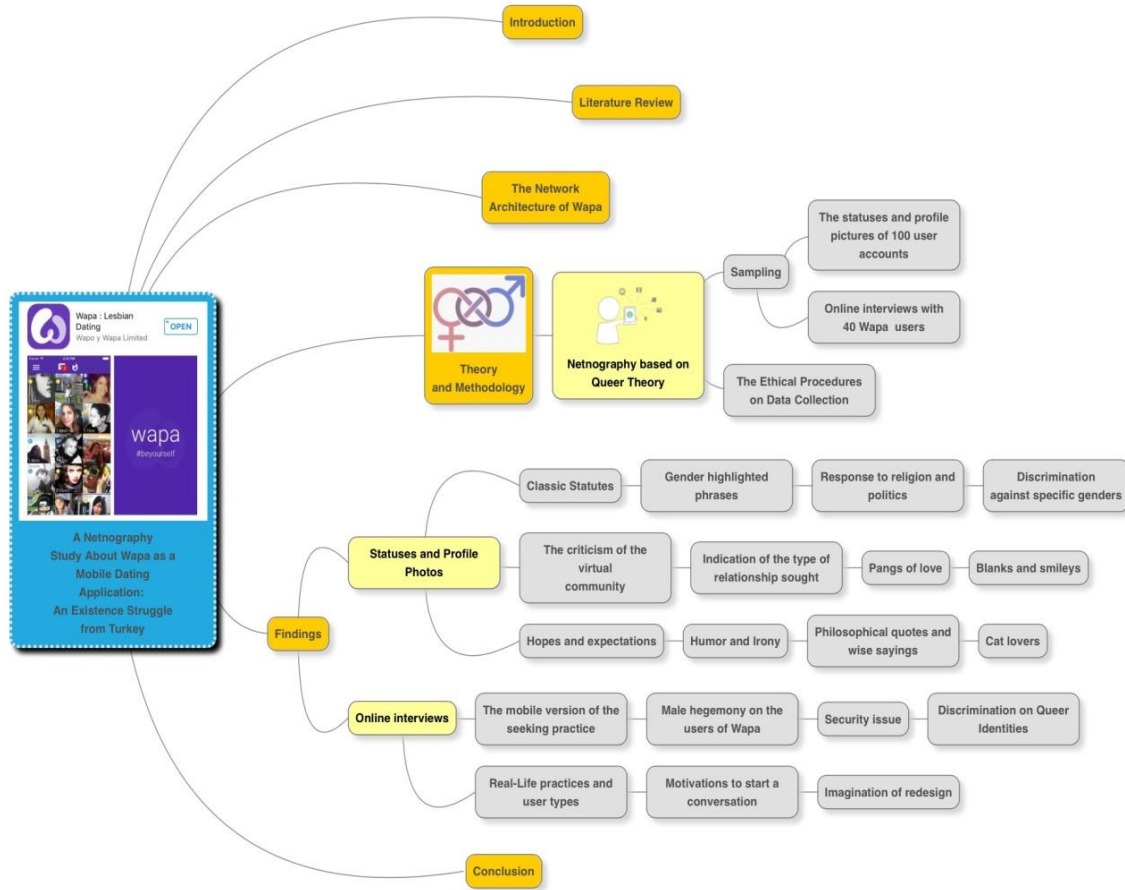 Introduction
Literature Review
The Network
Architecture of Wapa
Wapa : Lesbian
Dating
Wapo y Wapa Limited
OPEN
wapa
#beyourself
A Netnography
Study About Wapa as a
Mobile Dating
Application:
An Existence Struggle
from Turkey
Theory
and Methodology
Netnography based on
Queer Theory
Sampling
The statuses and profile
pictures of 100 user
accounts
Online interviews with
40 Wapa users
The Ethical Procedures
on Data Collection
Findings
Statuses and Profile
Photos
Classic Statutes
Gender highlighted
phrases
Response to religion and
politics
Discrimination
against specific genders
The criticism of the
virtual
community
Indication of the type of
relationship sought
Pangs of love
Blanks and smileys
Hopes and expectations
Humor and Irony
Philosophical quotes and
wise sayings
Cat lovers
Online interviews
The mobile version of the
seeking practice
Male hegemony on the
users of Wapa
Security issue
Discrimination on Queer
Identities
Real-Life practices and
user types
Motivations to start a
conversation
Imagination of redesign
Conclusion